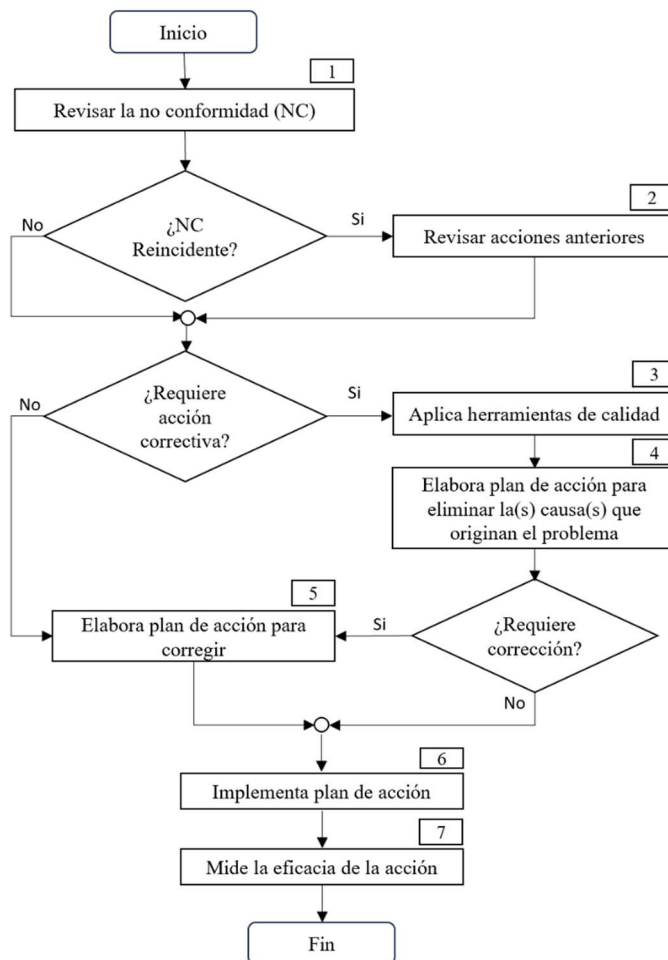 Inicio
1
Revisar la no conformidad (NC)
No
¿NC
Reincidente?
Si
2
Revisar acciones anteriores
No
¿Requiere
acción
correctiva?
Si
3
Aplica herramientas de calidad
4
Elabora plan de acción para
eliminar la(s) causa(s) que
originan el problema
5
Elabora plan de acción para
corregir
Si
¿Requiere
corrección?
No
6
Implementa plan de acción
7
Mide la eficacia de la acción
Fin